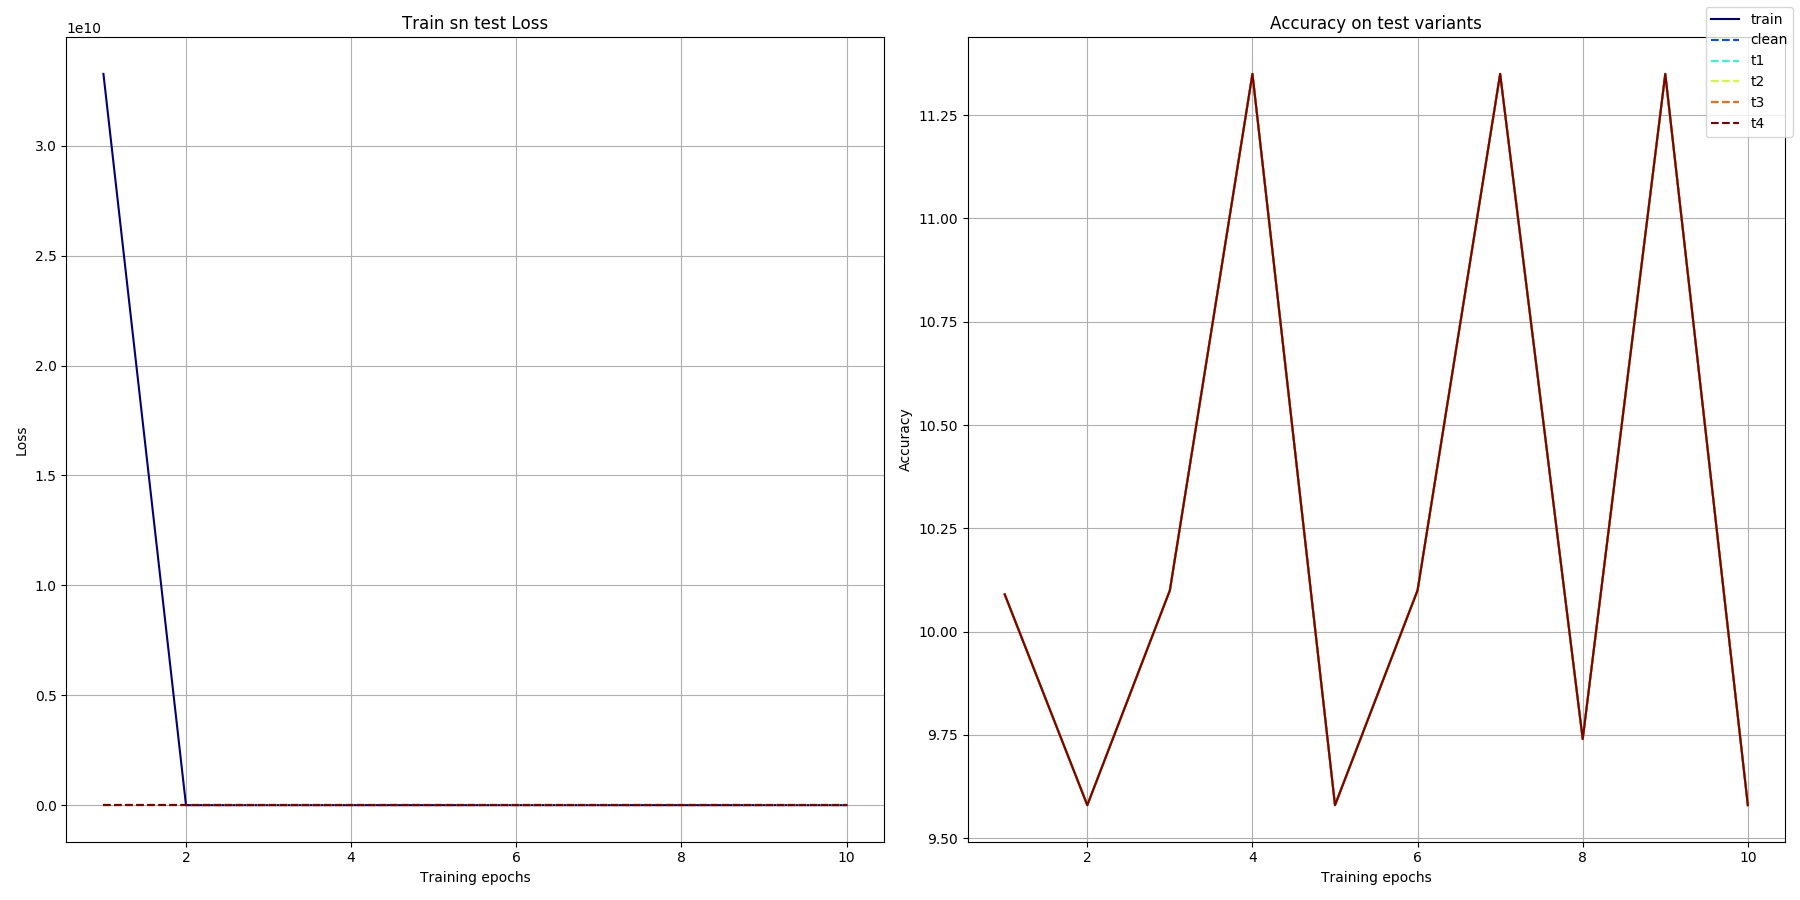 Train sn test Loss
1e10
3.0
2.5
2.0
1.5
1.0
0.5
0.0
Loss
2 4 6 8 10
Training epochs
Accuracy on test variants
train
clean
t1
t2
t3
t4
11.25
11.00
10.75
10.50
10.25
10.00
9.75
9.50
Accuracy
2 4 6 8 10
Training epochs